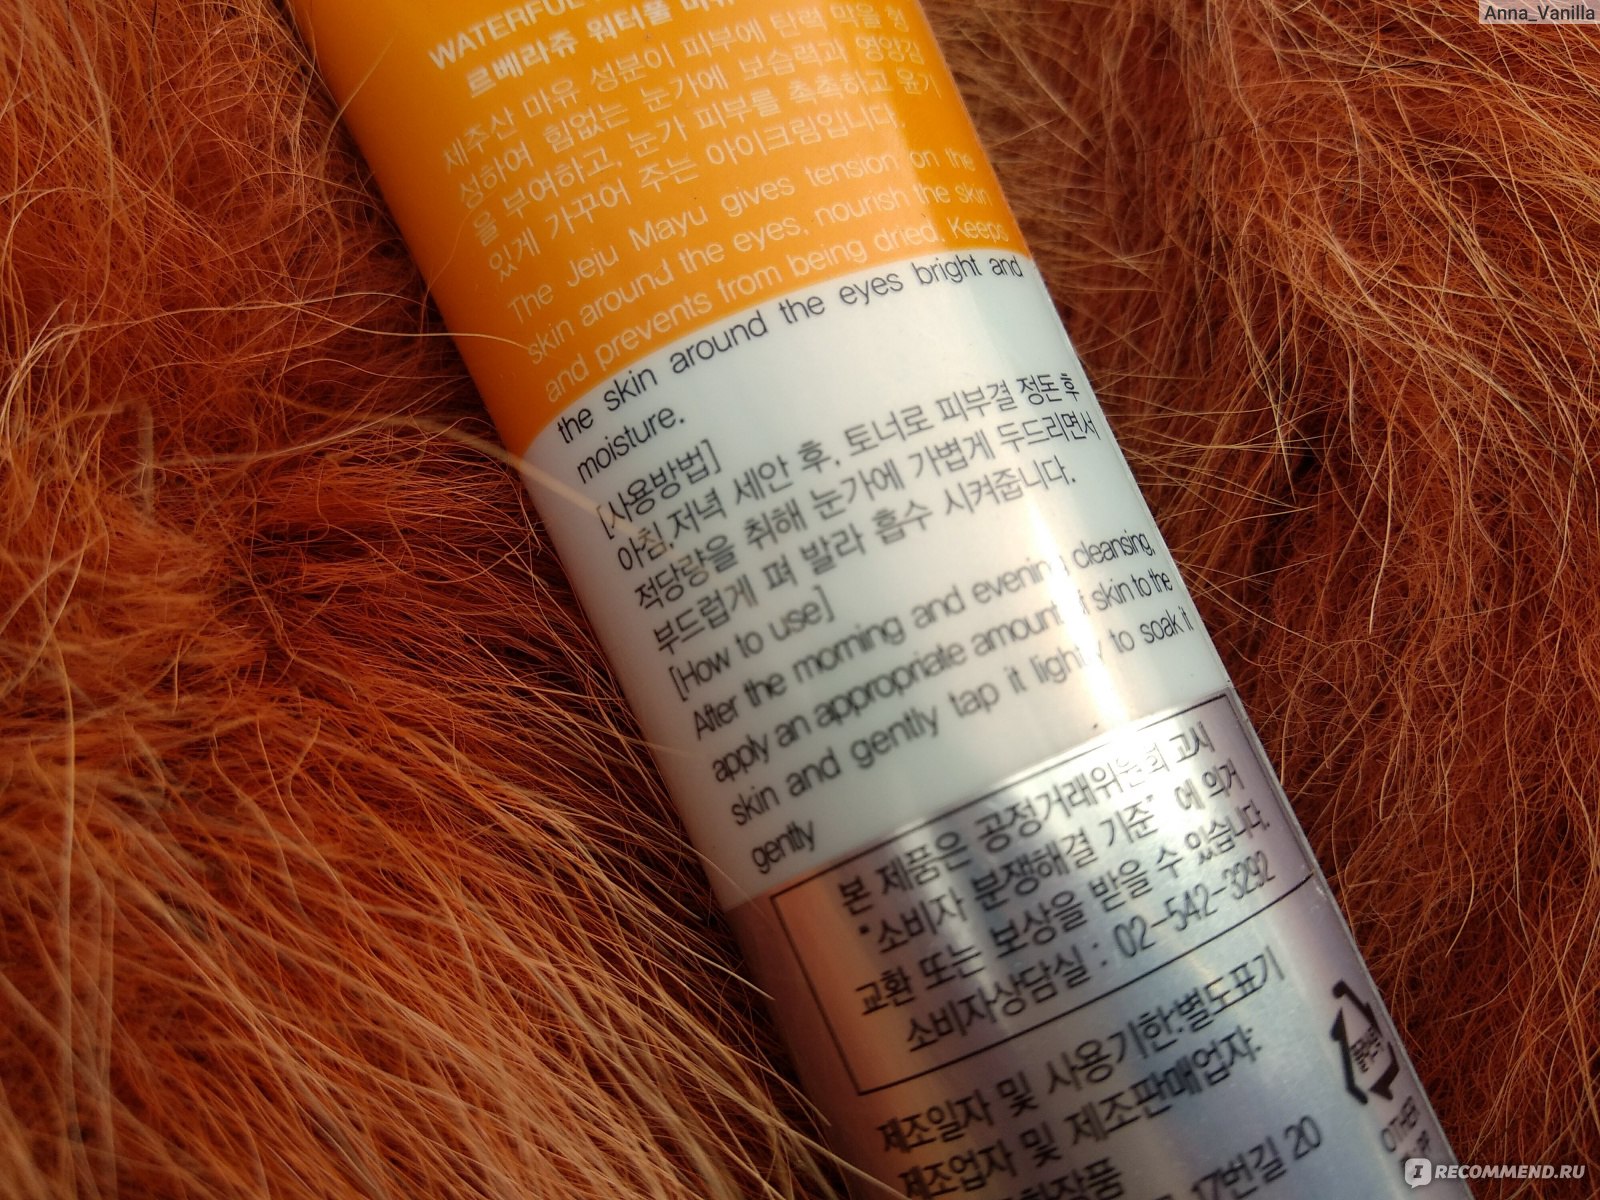 Anna_Vanilla
WATERFUL
르베라쥬 워터풀 마유
제주산 마유 성분이 피부에 탄력 막을 형
성하여 힘없는 눈가에 보습력과 영양감
을 부여하고, 눈가 피부를 촉촉하고 윤기
있게 가꾸어 주는 아이크림입니다.
The Jeju Mayu gives tension on the
skin around the eyes, nourish the skin
and prevents from being dried. Keeps
the skin around the eyes bright and
moisture.
[사용방법]
아침,저녁 세안 후, 토너로 피부결 정돈 후
적당량을 취해 눈가에 가볍게 두드리면서
부드럽게 펴 발라 흡수 시켜줍니다.
[How to use]
After the morning and evening cleansing,
apply an appropriate amount of skin to the
skin and gently tap it lightly to soak it
gently
본 제품은 공정거래위원회 고시
"소비자 분쟁해결 기준" 에 의거
교환 또는 보상을 받을 수 있습니다.
소비자상담실 : 02-542-3292
제조일자 및 사용기한:별도표기
제조업자 및 제조판매업자:
화장품
17번길 20
OTHER
RECOMMEND.RU